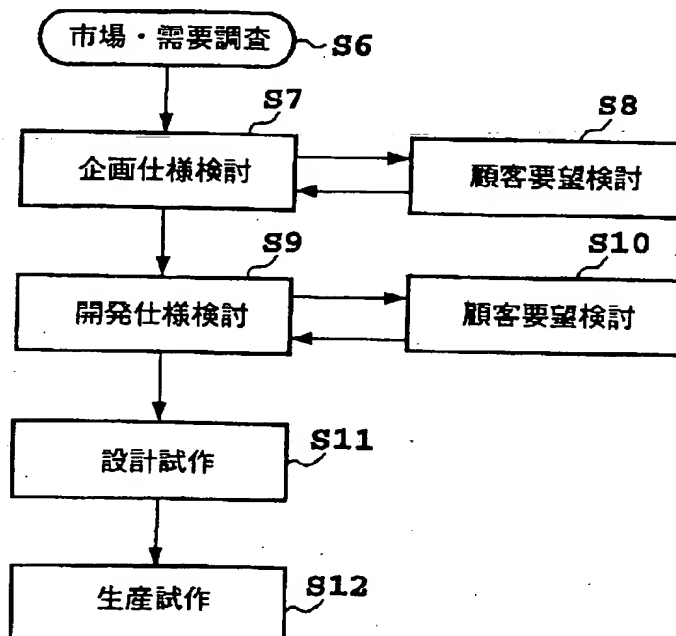 市場・需要調査
S6
S7
S8
企画仕様検討
顧客要望検討
S9
S10
開発仕様検討
顧客要望検討
設計試作
S11
生産試作
S12